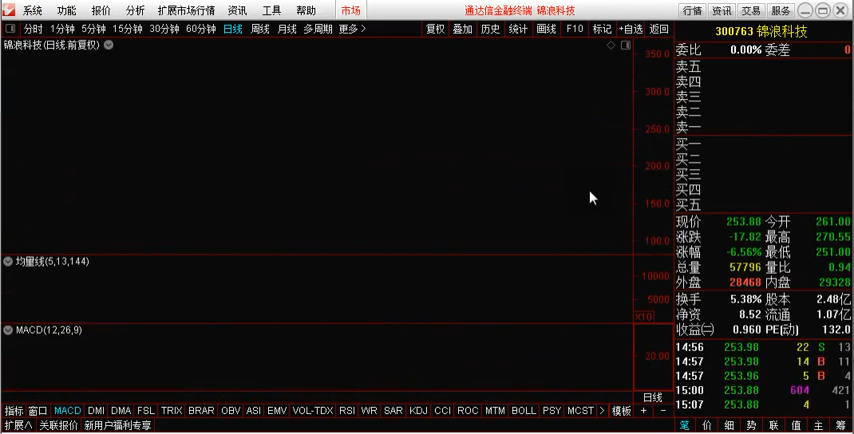 系统 功能 报价 分析 扩展市场行情 资讯 工具 帮助 市场 通达信金融终端 锦浪科技 行情 资讯 交易 服务
分时 1分钟 5分钟 15分钟 30分钟 60分钟 日线 周线 月线 多周期 更多 复权 叠加 历史 统计 画线 F10 标记 +自选 返回
300763 锦浪科技
锦浪科技(日线.前复权)
委比 0.00% 委差 0
350.0
300.0
250.0
200.0
150.0
100.0
卖五
卖四
卖三
卖二
卖一
买一
买二
买三
买四
买五
现价 253.88 今开 261.00
涨跌 -17.82 最高 270.55
涨幅 -6.56% 最低 251.00
总量 57796 量比 0.94
外盘 28468 内盘 29328
换手 5.38% 股本 2.48亿
净资 8.52 流通 1.07亿
收益㈡ 0.960 PE(动) 132.0
均量线(5,13,144)
10000
5000
X10
MACD(12,26,9)
20.00
日线
14:56 253.98 22 S 13
14:57 253.98 14 B 11
14:57 253.96 5 B 4
15:00 253.88 604 421
15:07 253.88 4 1
指标 窗口 MACD DMI DMA FSL TRIX BRAR OBV ASI EMV VOL-TDX RSI WR SAR KDJ CCI ROC MTM BOLL PSY MCST 模板 + -
扩展∧ 关联报价 新用户福利专享
笔 价 细 势 联 值 主 筹